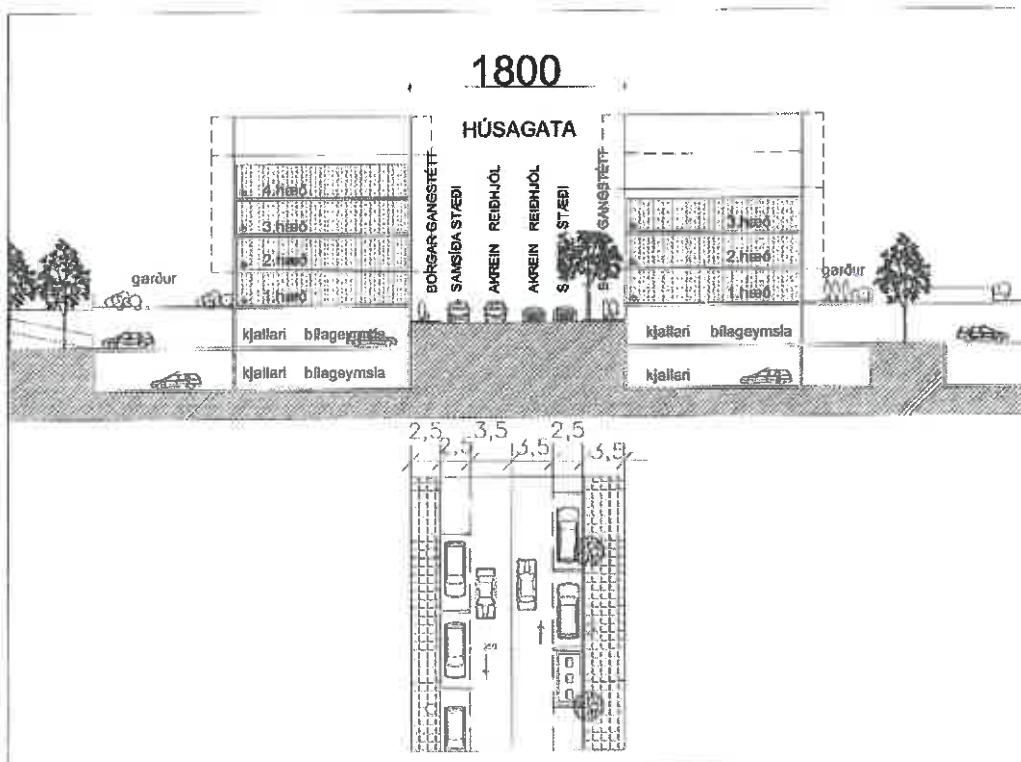 1800
HÚSAGATA
BORGAR GANGSTÉTT
SAMSÍÐA STÆÐI
AKREIN REIÐHJÓL
AKREIN REIÐHJÓL
STÆÐI
GANGSTÉTT
4.hæð
3.hæð
2.hæð
1.hæð
3.hæð
2.hæð
1.hæð
garður
garður
kjallari bílageymsla
kjallari bílageymsla
kjallari bílageymsla
kjallari
2,5
2,5
3,5
3,5
2,5
3,5